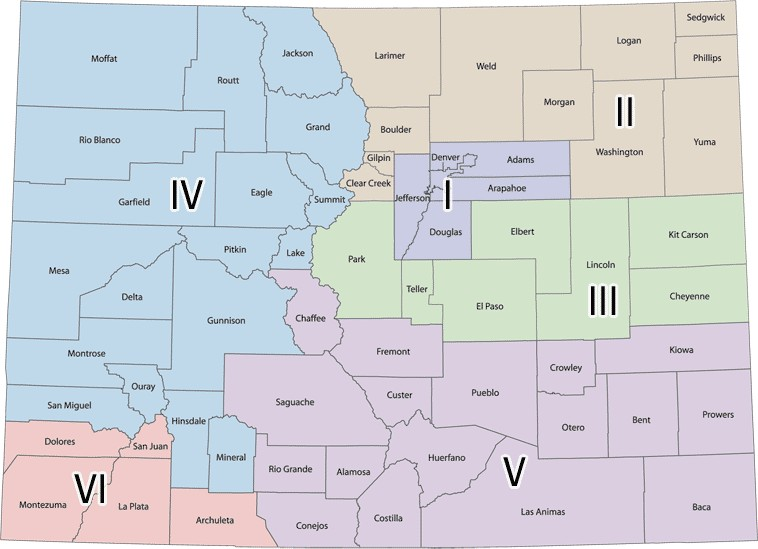 Sedgwick
Jackson
Larimer
Logan
Moffat
Weld
Phillips
Routt
Morgan
II
Grand
Boulder
Rio Blanco
Yuma
Washington
Gilpin
Denver
Adams
Clear Creek
Arapahoe
Eagle
IV
I
Garfield
Summit
Jefferson
Douglas
Elbert
Kit Carson
Pitkin
Lake
Park
Lincoln
Mesa
Teller
Delta
Cheyenne
III
El Paso
Gunnison
Chaffee
Montrose
Fremont
Kiowa
Crowley
Ouray
Custer
Pueblo
San Miguel
Saguache
Prowers
Hinsdale
Bent
Otero
Dolores
San Juan
Mineral
Huerfano
Rio Grande
Alamosa
V
VI
Montezuma
La Plata
Las Animas
Baca
Archuleta
Conejos
Costilla